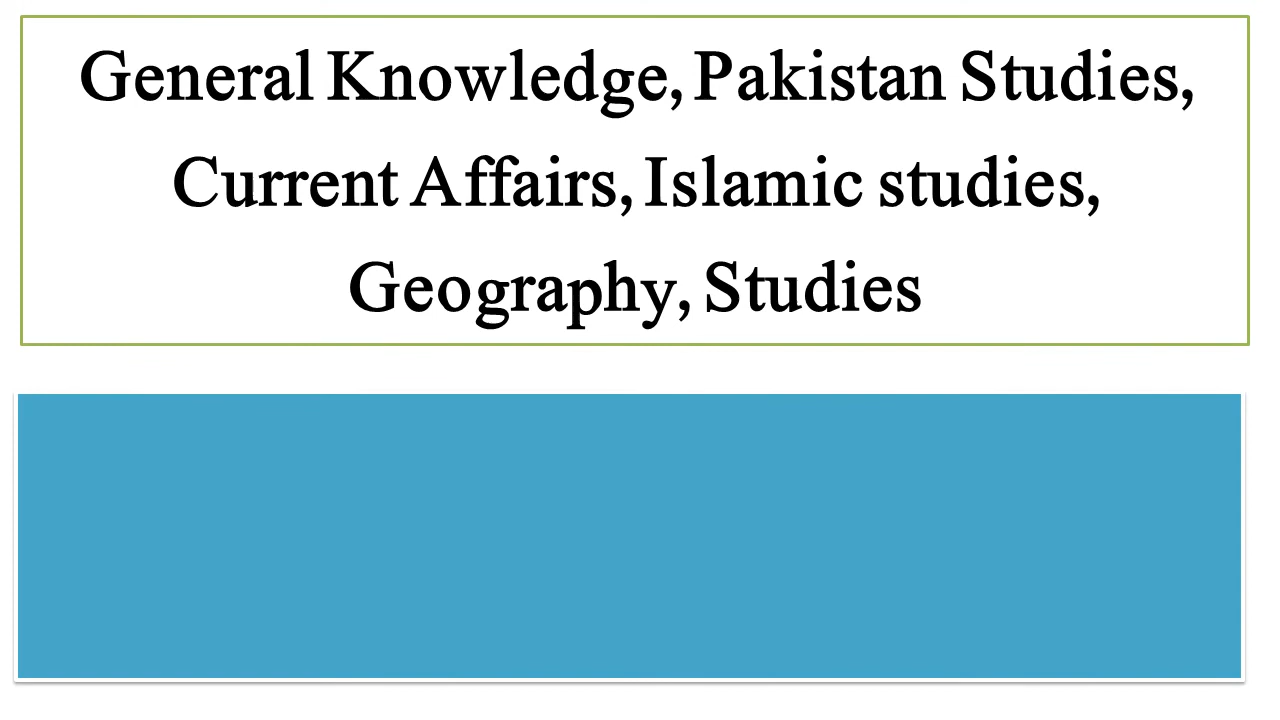 General Knowledge, Pakistan Studies,
Current Affairs, Islamic studies,
Geography, Studies